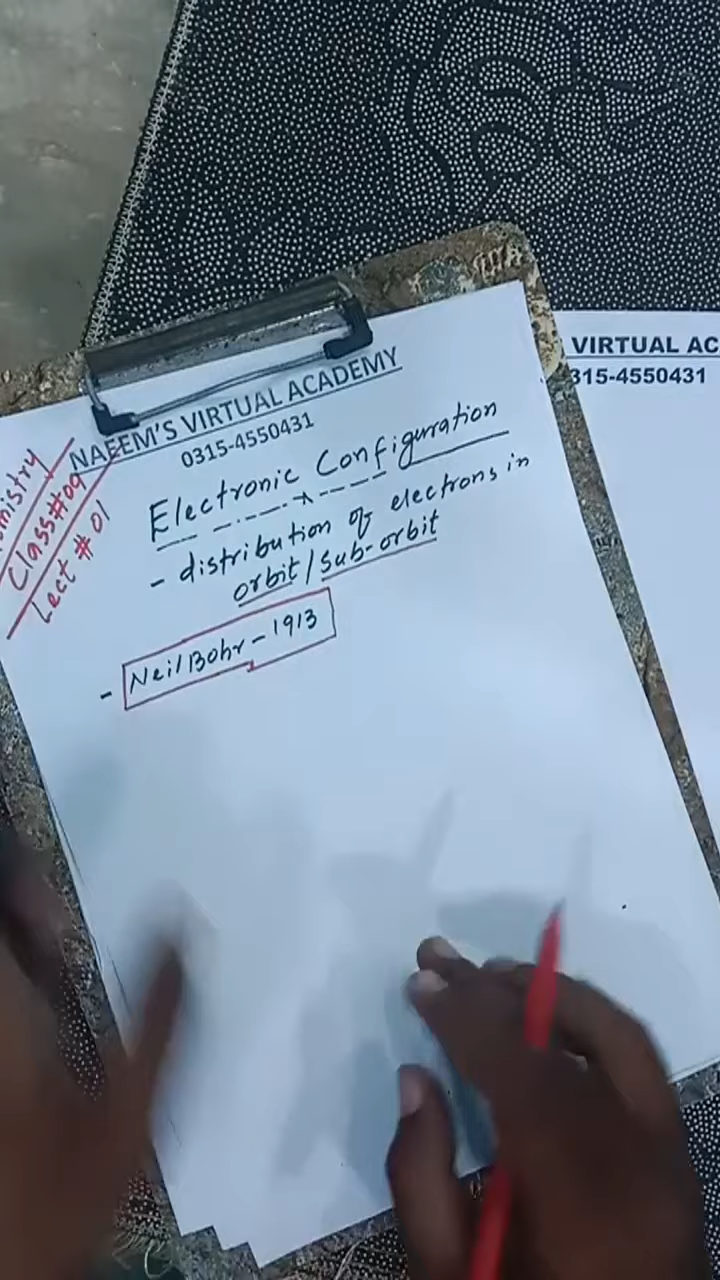 NAEEM'S VIRTUAL ACADEMY
0315-4550431
Class#09
Lect # 01
Electronic Configuration
- distribution of electrons in
orbit/Sub-orbit
- Neil Bohr - 1913
VIRTUAL AC
315-4550431